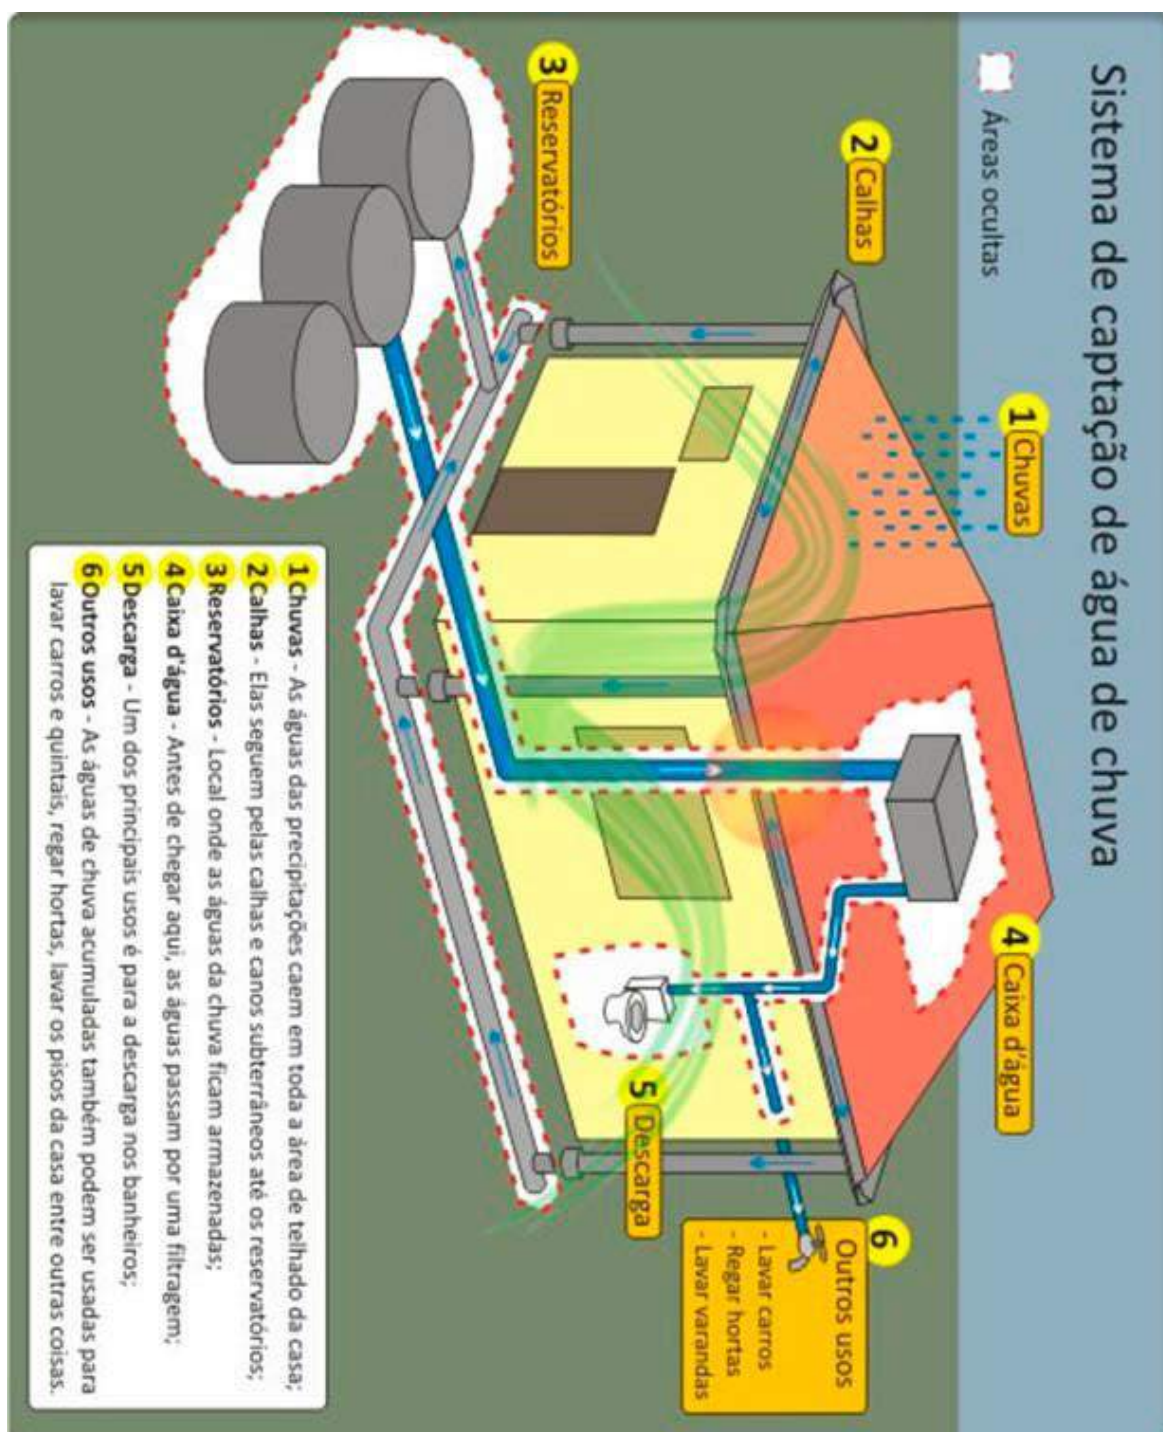 Sistema de captação de água de chuva
Áreas ocultas
1 Chuvas
2 Calhas
3 Reservatórios
4 Caixa d'água
5 Descarga
6
Outros usos
- Lavar carros
- Regar hortas
- Lavar varandas
1 Chuvas - As águas das precipitações caem em toda a área de telhado da casa;
2 Calhas - Elas seguem pelas calhas e canos subterrâneos até os reservatórios;
3 Reservatórios - Local onde as águas da chuva ficam armazenadas;
4 Caixa d'água - Antes de chegar aqui, as águas passam por uma filtragem;
5 Descarga - Um dos principais usos é para a descarga nos banheiros;
6 Outros usos - As águas de chuva acumuladas também podem ser usadas para
lavar carros e quintais, regar hortas, lavar os pisos da casa entre outras coisas.